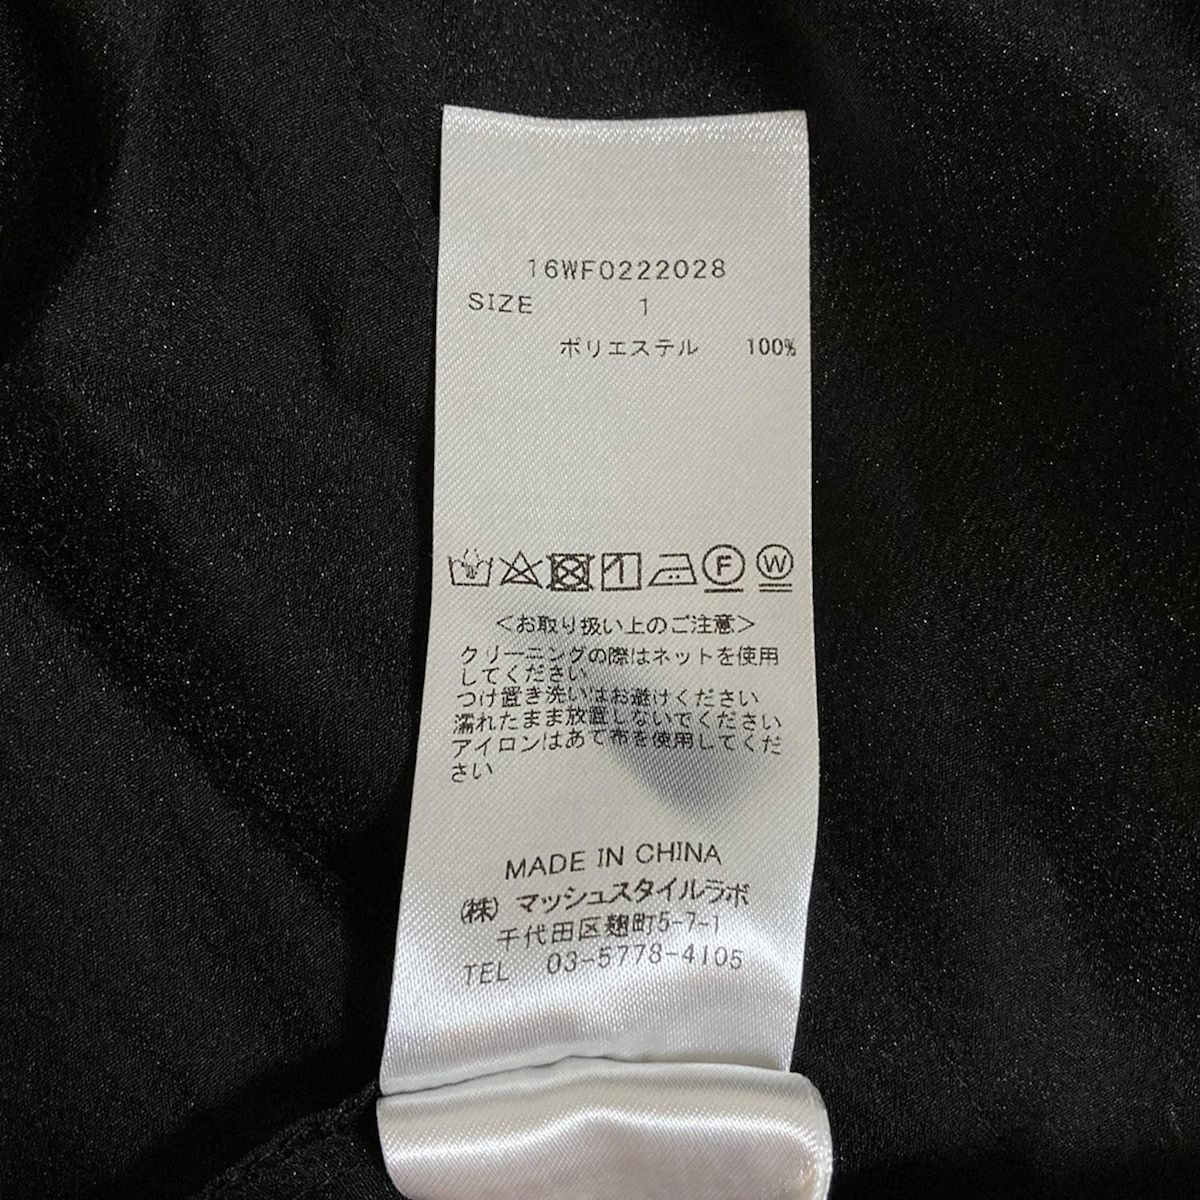 16WF0222028
SIZE 1
ポリエステル 100%
F W
<お取り扱い上のご注意>
クリーニングの際はネットを使用
してください
つけ置き洗いはお避けください
濡れたまま放置しないでください
アイロンはあて布を使用してくだ
さい
MADE IN CHINA
(株) マッシュスタイルラボ
千代田区麹町5-7-1
TEL 03-5778-4105